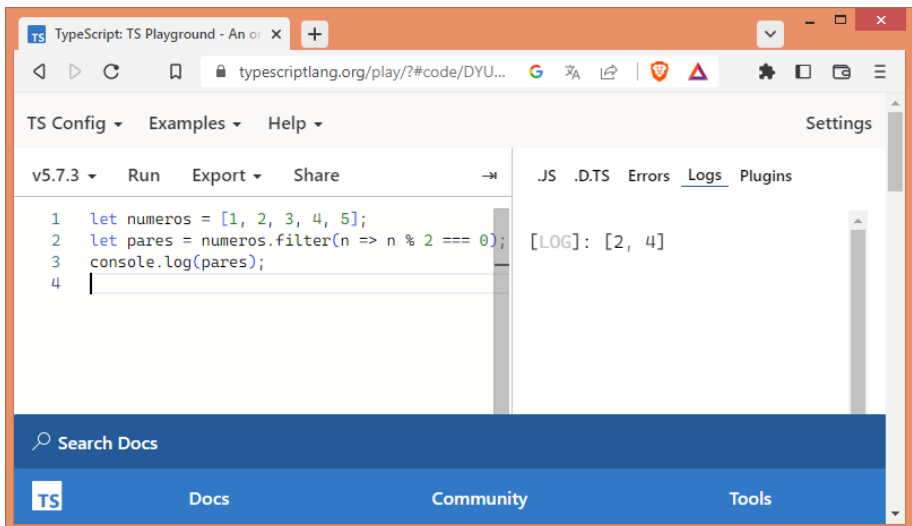 TS TypeScript: TS Playground - An o
typescriptlang.org/play/?#code/DYU...
TS Config Examples Help Settings
v5.7.3 Run Export Share
.JS .D.TS Errors Logs Plugins
1 let numeros = [1, 2, 3, 4, 5];
2 let pares = numeros.filter(n => n % 2 === 0);
3 console.log(pares);
4
[LOG]: [2, 4]
Search Docs
TS Docs Community Tools